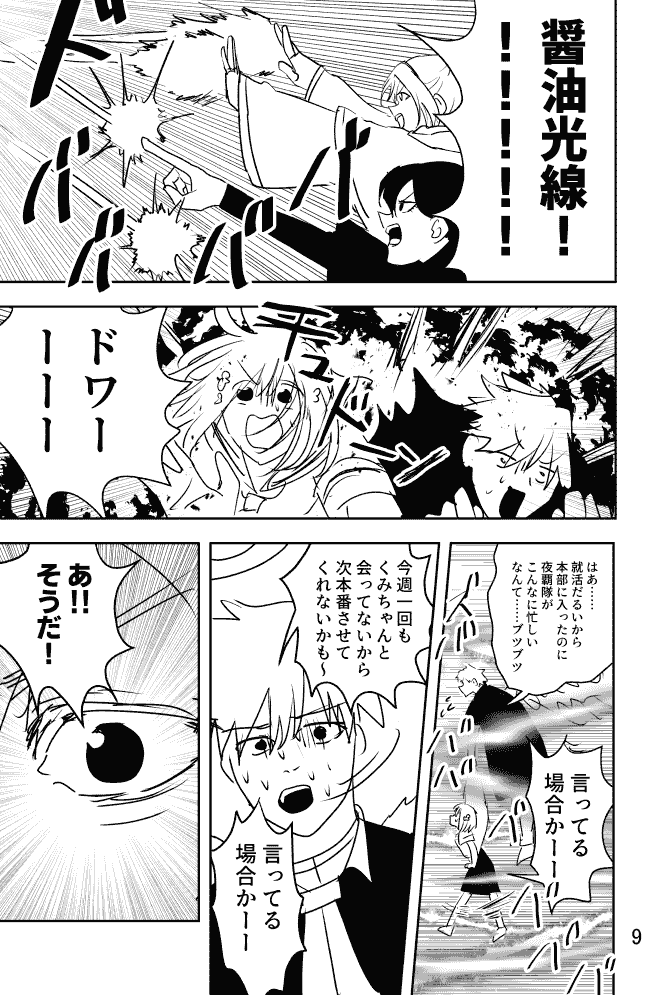 醤油光線！
！！！！！！
ドドドドド
チュドーン
ドワー
ーーー
はあ……
就活だるいから
本部に入ったのに
夜覇隊が
こんなに忙しい
なんて……ブツブツ
言ってる
場合かーー
今週一回も
くみちゃんと
会ってないから
次本番させて
くれないかも～
言ってる
場合かーー
あ!!
そうだ！
9